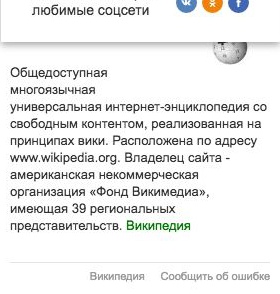 любимые соцсети
Общедоступная
многоязычная
универсальная интернет-энциклопедия со
свободным контентом, реализованная на
принципах вики. Расположена по адресу
www.wikipedia.org. Владелец сайта -
американская некоммерческая
организация «Фонд Викимедиа»,
имеющая 39 региональных
представительств. Википедия
Википедия Сообщить об ошибке